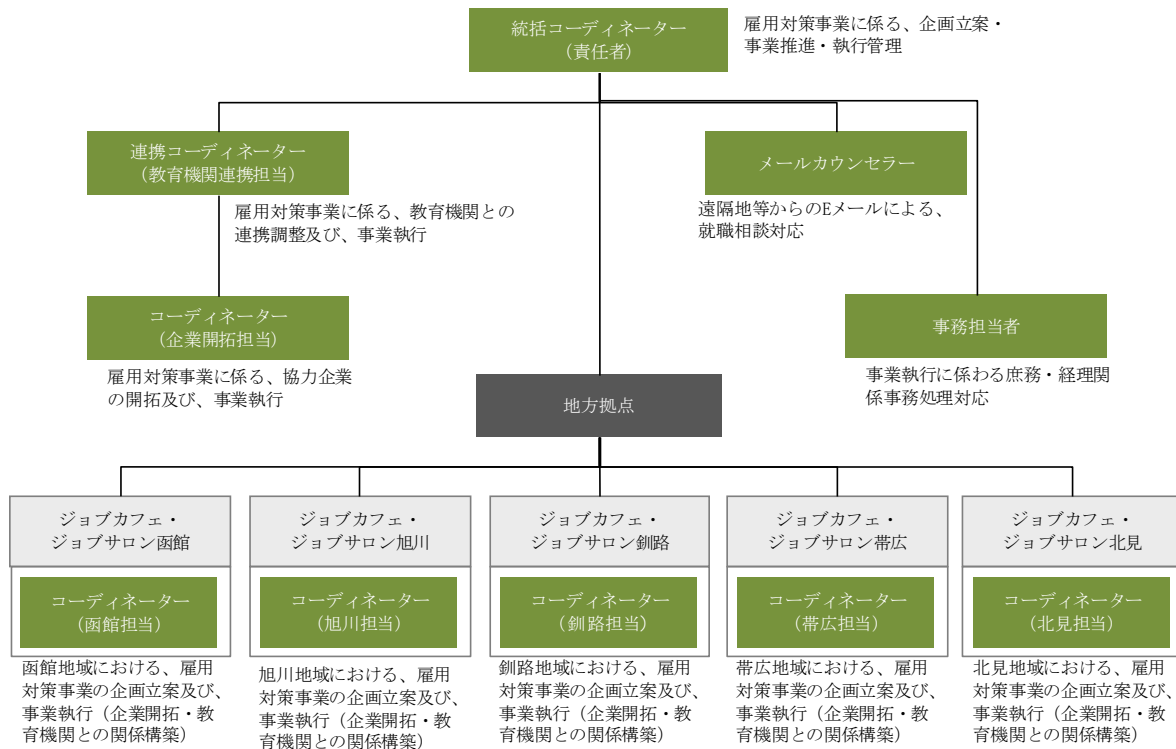 統括コーディネーター
(責任者)
雇用対策事業に係る、企画立案・
事業推進・執行管理
連携コーディネーター
(教育機関連携担当)
雇用対策事業に係る、教育機関との
連携調整及び、事業執行
メールカウンセラー
遠隔地等からのEメールによる、
就職相談対応
コーディネーター
(企業開拓担当)
雇用対策事業に係る、協力企業
の開拓及び、事業執行
事務担当者
事業執行に係わる庶務・経理関
係事務処理対応
地方拠点
ジョブカフェ・
ジョブサロン函館
コーディネーター
(函館担当)
函館地域における、雇用
対策事業の企画立案及び、
事業執行（企業開拓・教
育機関との関係構築）
ジョブカフェ・
ジョブサロン旭川
コーディネーター
(旭川担当)
旭川地域における、雇用
対策事業の企画立案及び、
事業執行（企業開拓・教
育機関との関係構築）
ジョブカフェ・
ジョブサロン釧路
コーディネーター
(釧路担当)
釧路地域における、雇用
対策事業の企画立案及び、
事業執行（企業開拓・教
育機関との関係構築）
ジョブカフェ・
ジョブサロン帯広
コーディネーター
(帯広担当)
帯広地域における、雇用
対策事業の企画立案及び、
事業執行（企業開拓・教
育機関との関係構築）
ジョブカフェ・
ジョブサロン北見
コーディネーター
(北見担当)
北見地域における、雇用
対策事業の企画立案及び、
事業執行（企業開拓・教
育機関との関係構築）